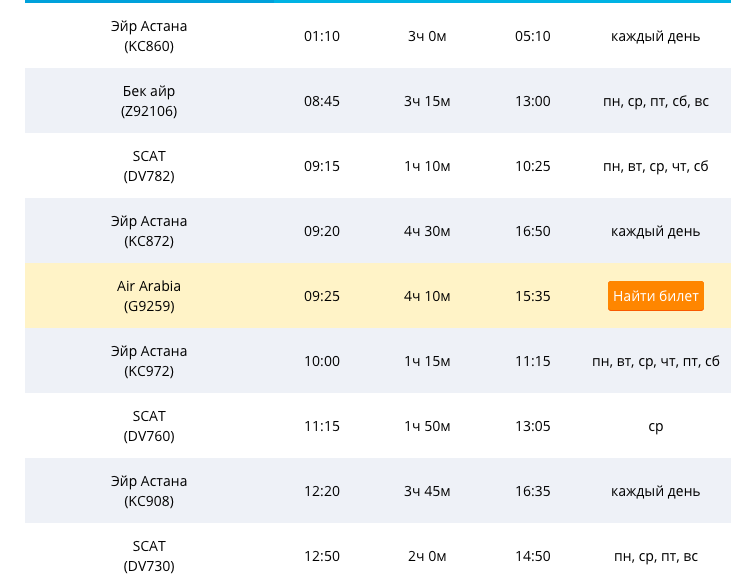 Эйр Астана
(KC860)
01:10
3ч 0м
05:10
каждый день
Бек айр
(Z92106)
08:45
3ч 15м
13:00
пн, ср, пт, сб, вс
SCAT
(DV782)
09:15
1ч 10м
10:25
пн, вт, ср, чт, сб
Эйр Астана
(KC872)
09:20
4ч 30м
16:50
каждый день
Air Arabia
(G9259)
09:25
4ч 10м
15:35
Найти билет
Эйр Астана
(KC972)
10:00
1ч 15м
11:15
пн, вт, ср, чт, пт, сб
SCAT
(DV760)
11:15
1ч 50м
13:05
ср
Эйр Астана
(KC908)
12:20
3ч 45м
16:35
каждый день
SCAT
(DV730)
12:50
2ч 0м
14:50
пн, ср, пт, вс